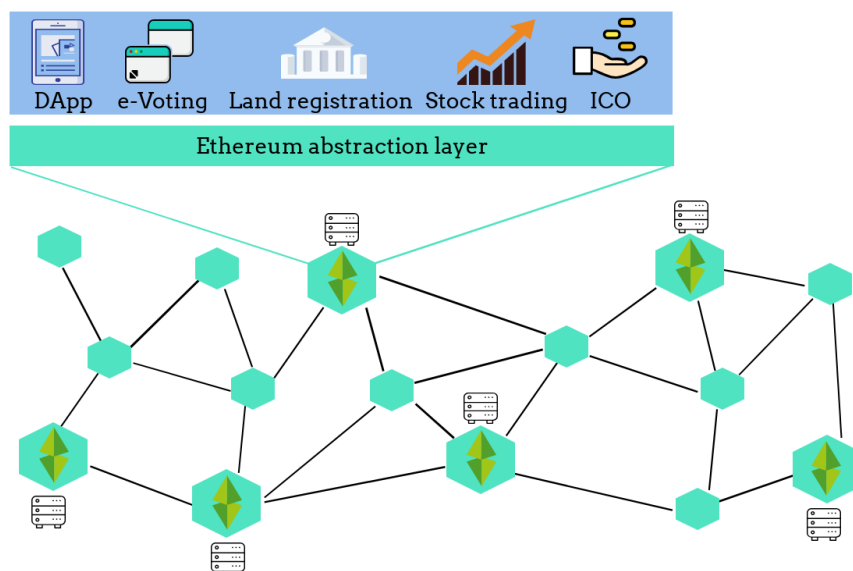 DApp e-Voting Land registration Stock trading ICO
Ethereum abstraction layer